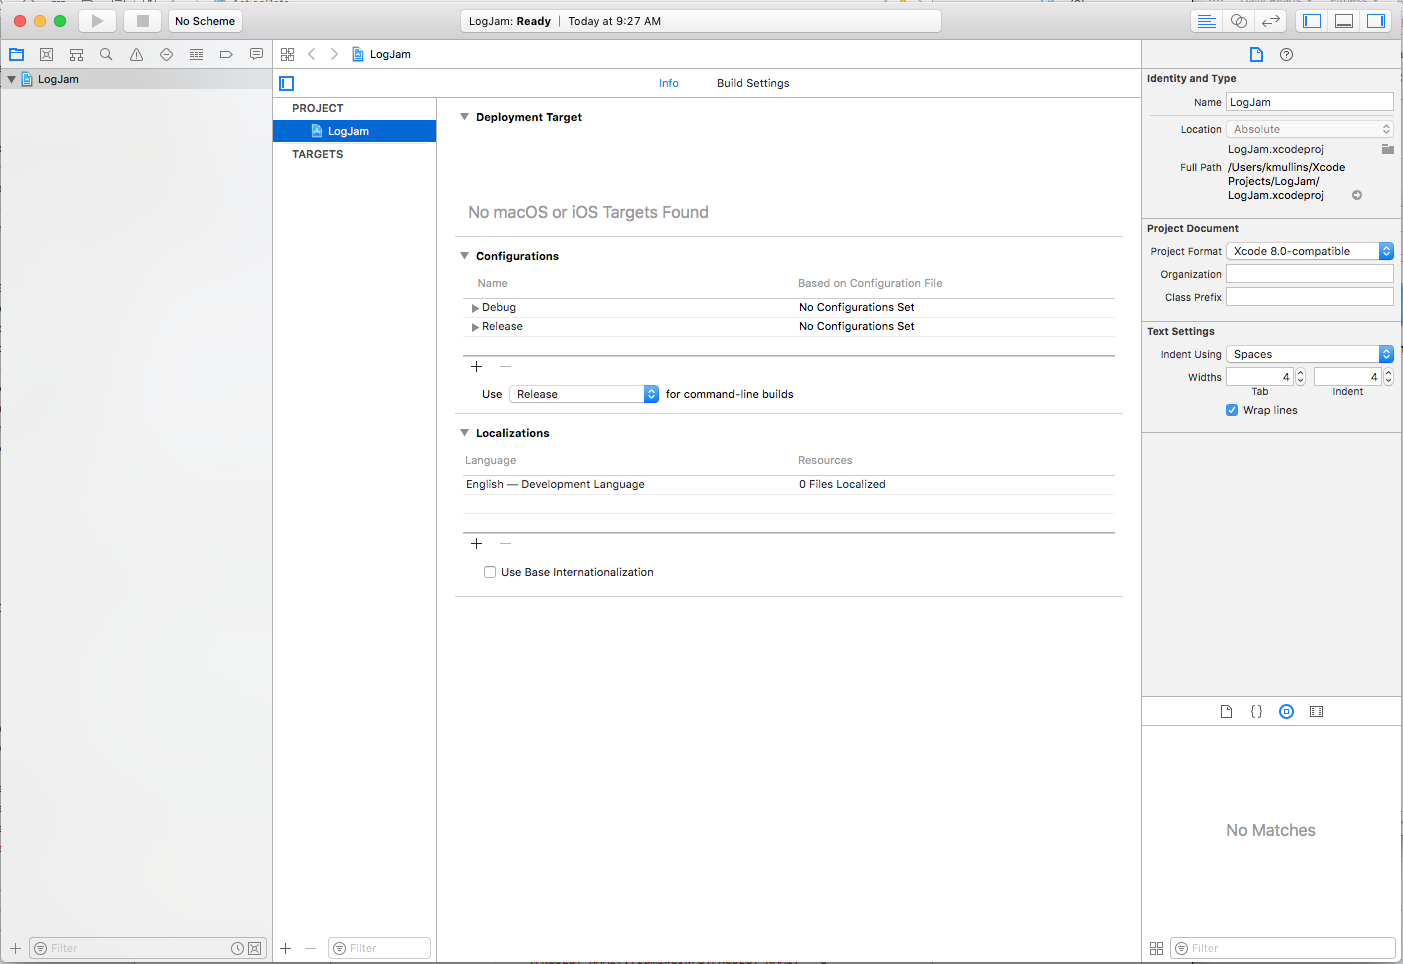 No Scheme
LogJam: Ready | Today at 9:27 AM
LogJam
LogJam
Info
Build Settings
PROJECT
LogJam
TARGETS
Deployment Target
No macOS or iOS Targets Found
Configurations
Name
Based on Configuration File
Debug
No Configurations Set
Release
No Configurations Set
Use
Release
for command-line builds
Localizations
Language
Resources
English — Development Language
0 Files Localized
Use Base Internationalization
Identity and Type
Name
LogJam
Location
Absolute
LogJam.xcodeproj
Full Path
/Users/kmullins/Xcode
Projects/LogJam/
LogJam.xcodeproj
Project Document
Project Format
Xcode 8.0-compatible
Organization
Class Prefix
Text Settings
Indent Using
Spaces
Widths
4
4
Tab
Indent
Wrap lines
No Matches
Filter
Filter
Filter